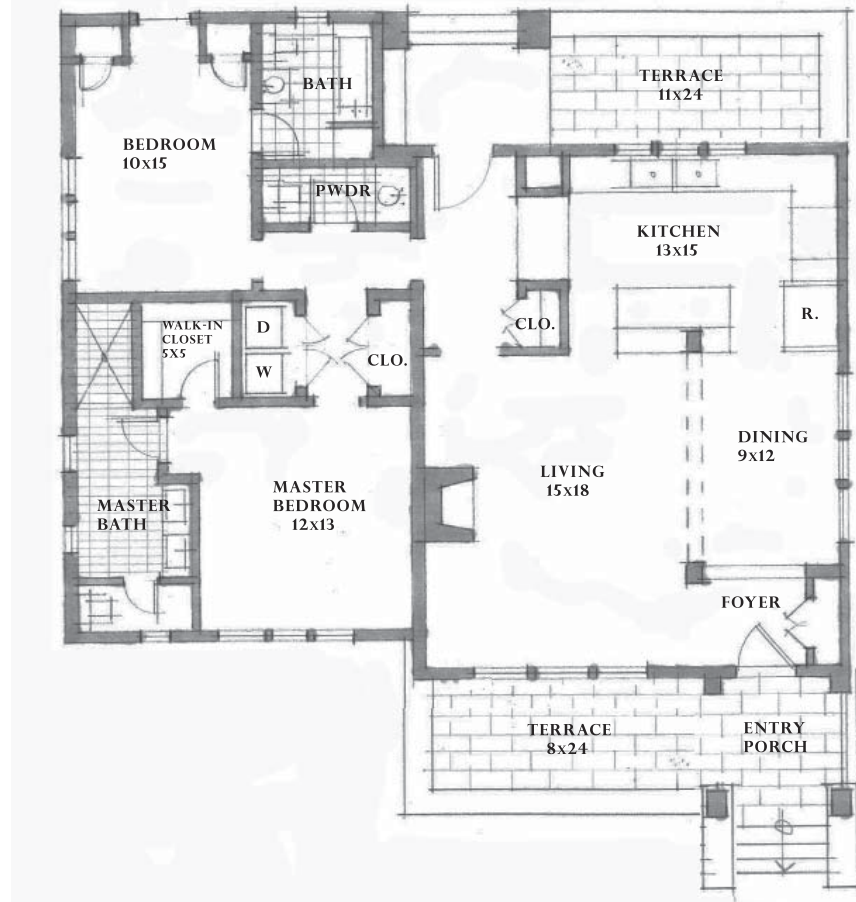 BATH
TERRACE
11x24
BEDROOM
10x15
PWDR
KITCHEN
13x15
WALK-IN
CLOSET
5X5
D
W
CLO.
CLO.
R.
DINING
9x12
LIVING
15x18
MASTER
BEDROOM
12x13
MASTER
BATH
FOYER
TERRACE
8x24
ENTRY
PORCH